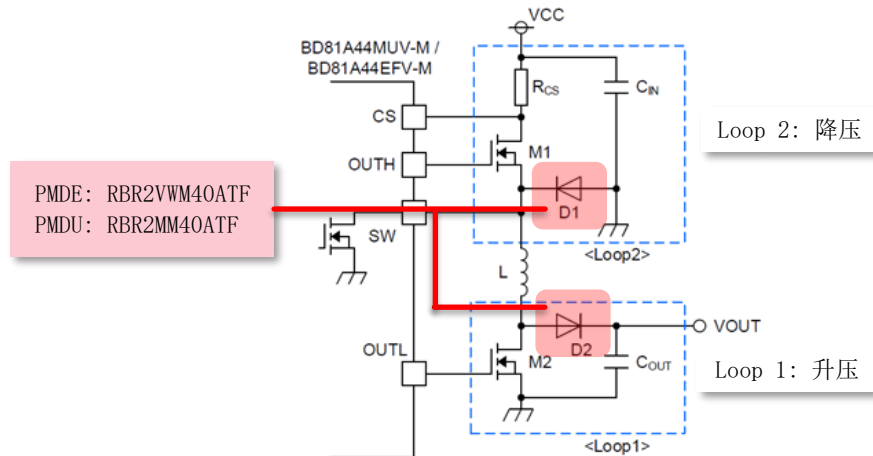 VCC
BD81A44MUV-M /
BD81A44EFV-M
RCS
CIN
CS
Loop 2: 降压
M1
OUTH
PMDE: RBR2VWM40ATF
PMDU: RBR2MM40ATF
D1
SW
<Loop2>
L
VOUT
OUTL
D2
M2
COUT
Loop 1: 升压
<Loop1>